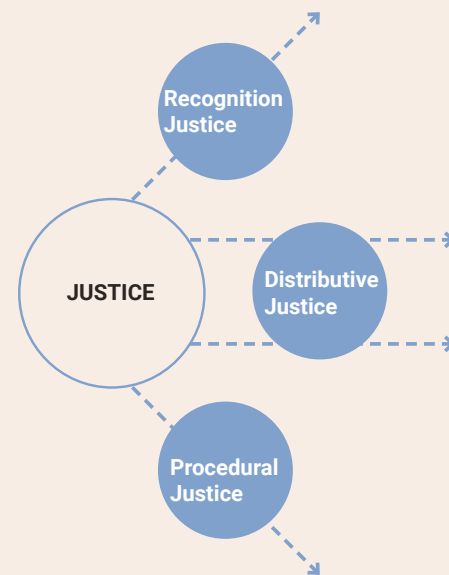 Recognition
Justice
JUSTICE
Distributive
Justice
Procedural
Justice